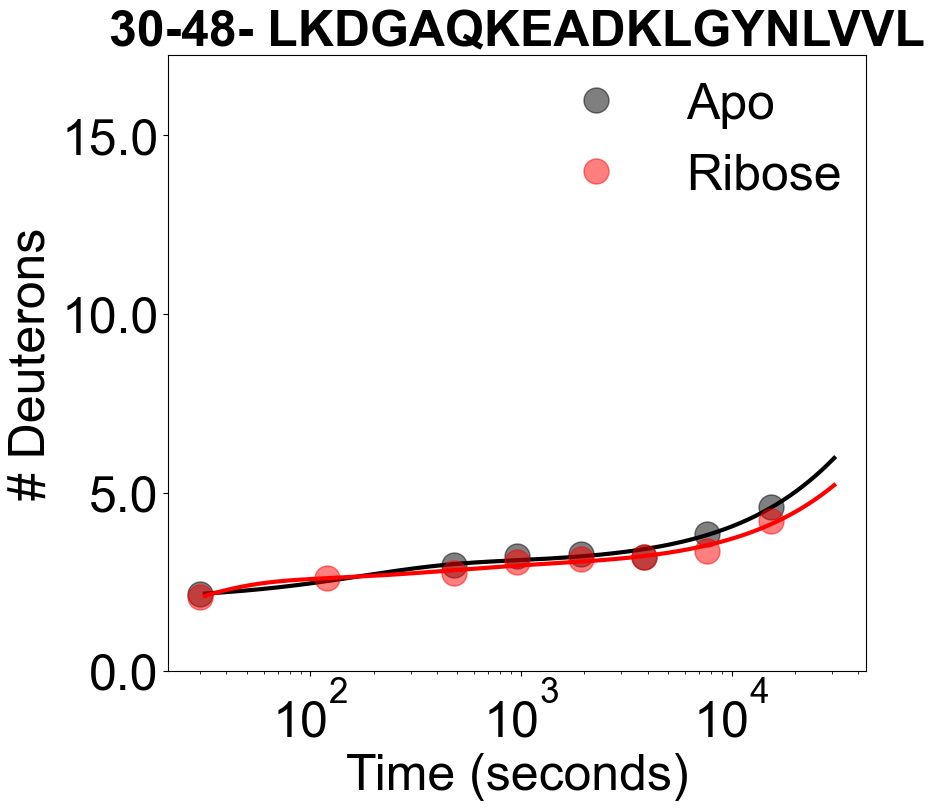 30-48- LKDGAQKEADKLGYNLVVL
Apo
Ribose
15.0
10.0
5.0
0.0
# Deuterons
10²
10³
10⁴
Time (seconds)